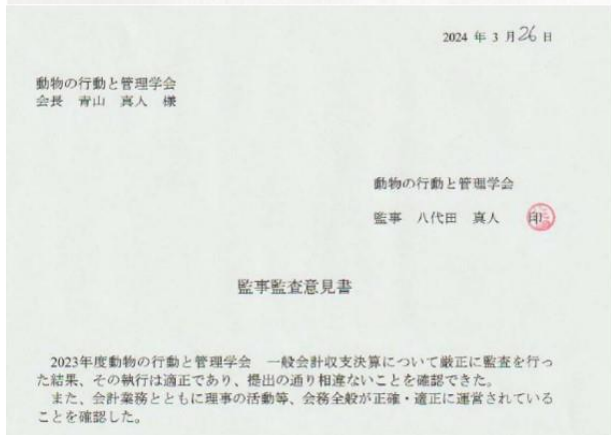 2024 年 3 月 26 日
動物の行動と管理学会
会長 青山 真人 様
動物の行動と管理学会
監事 八代田 真人 印
監事監査意見書
2023年度動物の行動と管理学会 一般会計収支決算について厳正に監査を行っ
た結果、その執行は適正であり、提出の通り相違ないことを確認できた。
また、会計業務とともに理事の活動等、会務全般が正確・適正に運営されている
ことを確認した。